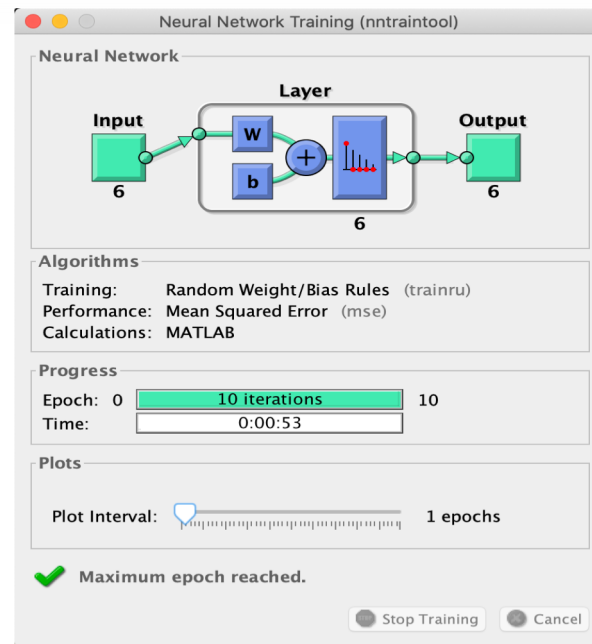 Neural Network Training (nntraintool)
Neural Network
Layer
Input
Output
W
b
+
6
6
6
Algorithms
Training: Random Weight/Bias Rules (trainru)
Performance: Mean Squared Error (mse)
Calculations: MATLAB
Progress
Epoch: 0 10 iterations 10
Time: 0:00:53
Plots
Plot Interval: 1 epochs
Maximum epoch reached.
Stop Training Cancel